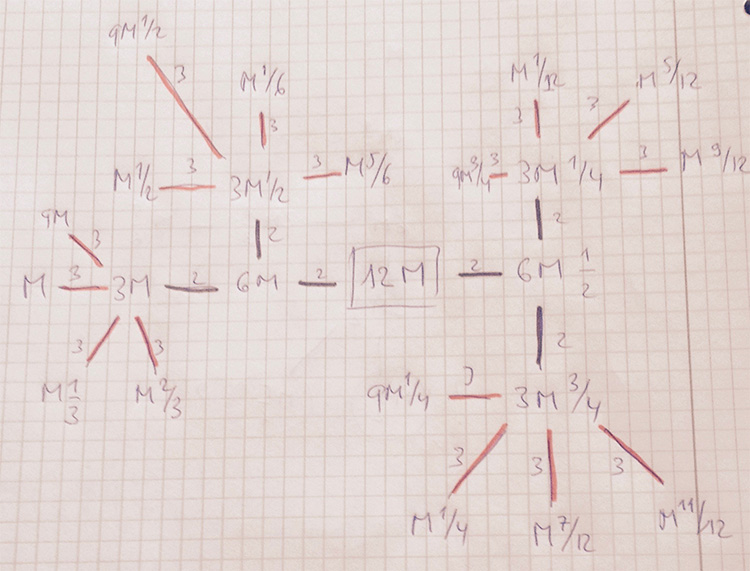 9M 1/2
M 1/12
M 5/12
3
M 1/6
3
3
3
3
M 1/2
3
3M 1/2
3
M 5/6
9M 3/4
3
3M 1/4
3
M 9/12
9M
3
2
2
M
3
3M
2
6M
2
12M
2
6M 1/2
3
3
2
M 1/3
M 2/3
9M 1/4
3
3M 3/4
3
3
3
M 1/4
M 7/12
M 11/12